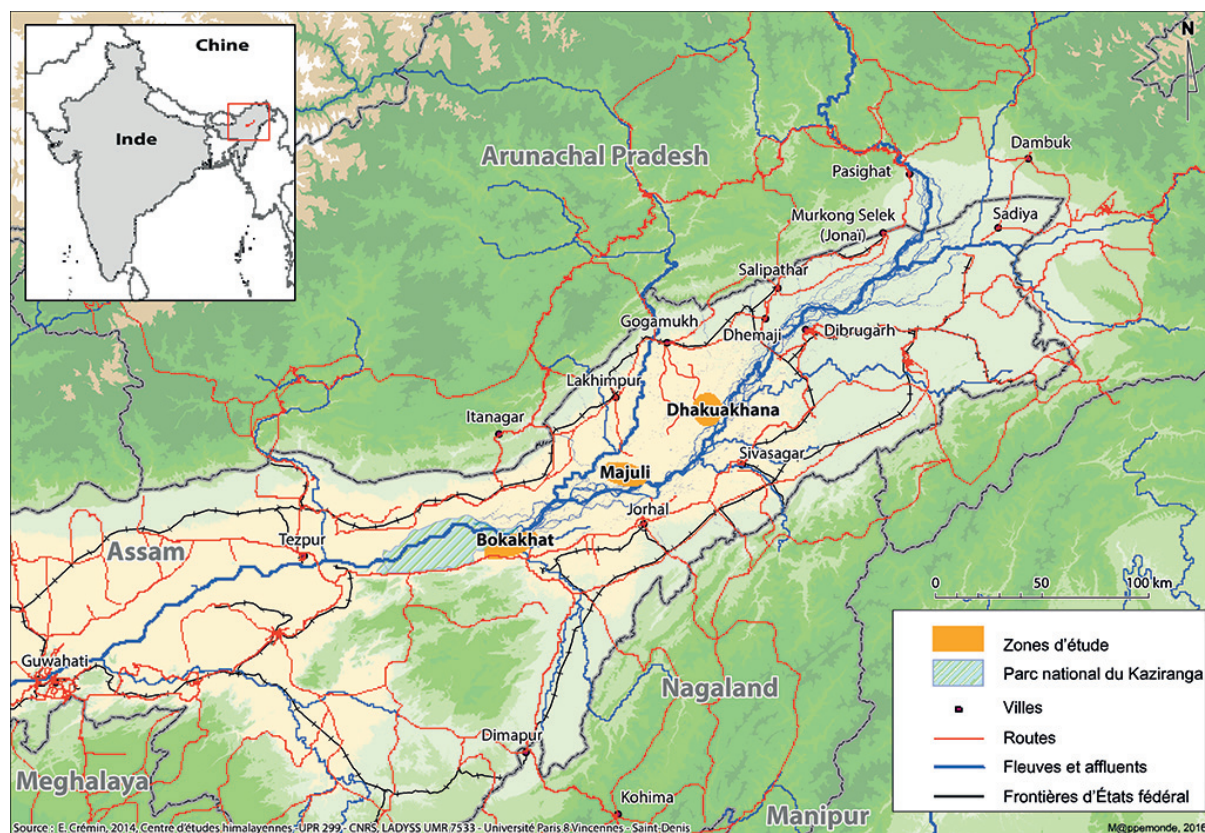 Chine
Inde
N
Arunachal Pradesh
Dambuk
Pasighat
Murkong Selek
(Jonaï)
Sadiya
Salipathar
Gogamukh
Dhemaji
Dibrugarh
Lakhimpur
Dhakuakhana
Itanagar
Sivasagar
Majuli
Jorhal
Bokakhat
Tezpur
Assam
0 50 100 km
Guwahati
Nagaland
Dimapur
Meghalaya
Kohima
Manipur
Zones d'étude
Parc national du Kaziranga
Villes
Routes
Fleuves et affluents
Frontières d'États fédéral
Source : E. Crémin, 2014, Centre d'études himalayennes, UPR 299, - CNRS, LADYSS UMR 7533 - Université Paris 8 Vincennes - Saint-Denis
M@ppemonde, 2016